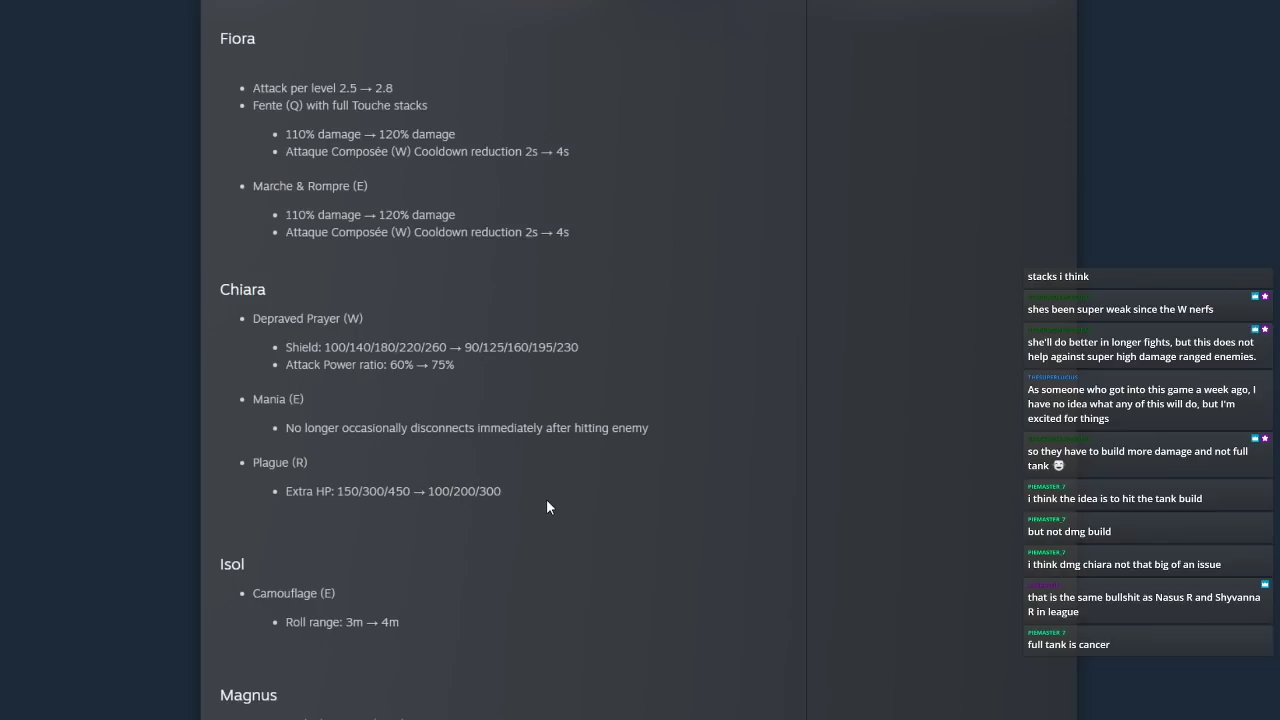 Fiora
Attack per level 2.5 → 2.8
Fente (Q) with full Touche stacks
110% damage → 120% damage
Attaque Composée (W) Cooldown reduction 2s → 4s
Marche & Rompre (E)
110% damage → 120% damage
Attaque Composée (W) Cooldown reduction 2s → 4s
Chiara
Depraved Prayer (W)
Shield: 100/140/180/220/260 → 90/125/160/195/230
Attack Power ratio: 60% → 75%
Mania (E)
No longer occasionally disconnects immediately after hitting enemy
Plague (R)
Extra HP: 150/300/450 → 100/200/300
Isol
Camouflage (E)
Roll range: 3m → 4m
Magnus
stacks i think
shes been super weak since the W nerfs
she'll do better in longer fights, but this does not
help against super high damage ranged enemies.
THESUPERLUCIUS
As someone who got into this game a week ago, I
have no idea what any of this will do, but I'm
excited for things
so they have to build more damage and not full
tank
PIEMASTER_7
i think the idea is to hit the tank build
PIEMASTER_7
but not dmg build
PIEMASTER_7
i think dmg chiara not that big of an issue
that is the same bullshit as Nasus R and Shyvanna
R in league
PIEMASTER_7
full tank is cancer